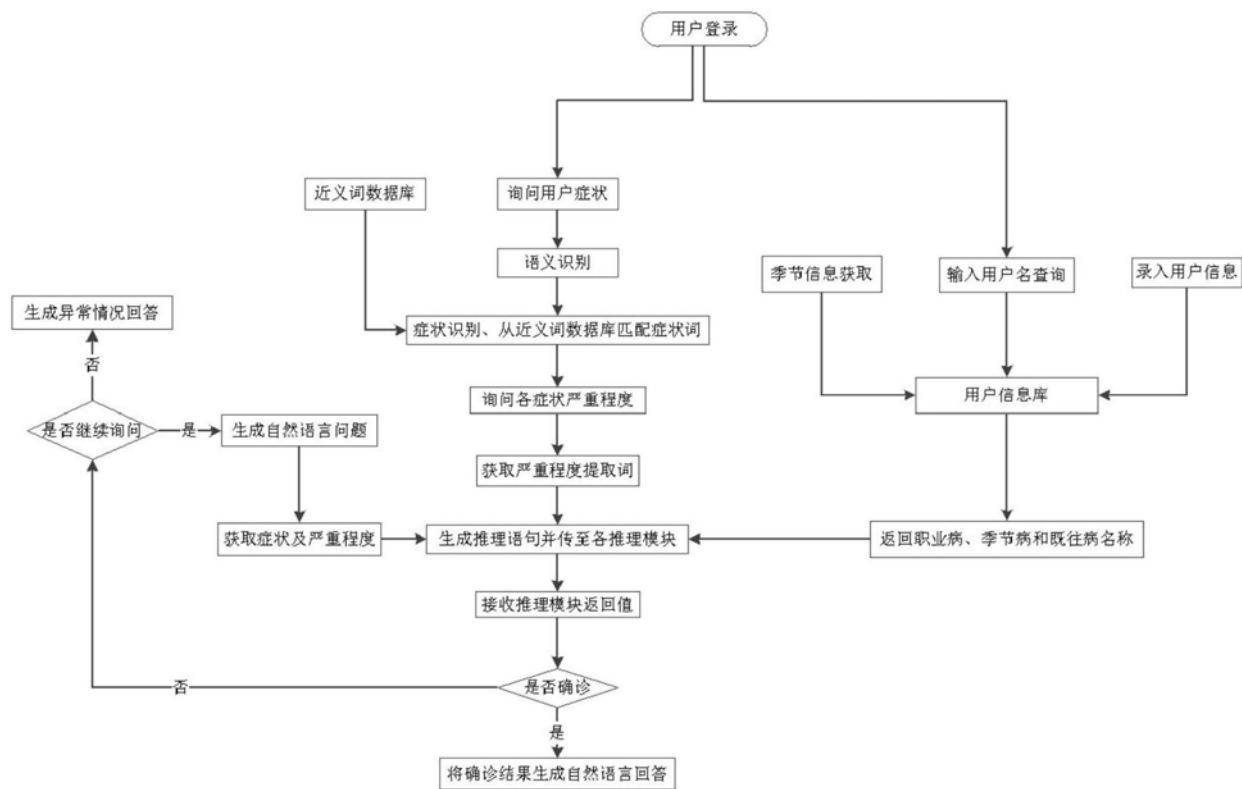 用户登录
近义词数据库
询问用户症状
语义识别
季节信息获取
输入用户名查询
录入用户信息
生成异常情况回答
症状识别、从近义词数据库匹配症状词
否
询问各症状严重程度
用户信息库
是否继续询问
是
生成自然语言问题
获取严重程度提取词
获取症状及严重程度
生成推理语句并传至各推理模块
返回职业病、季节病和既往病名称
接收推理模块返回值
否
是否确诊
是
将确诊结果生成自然语言回答